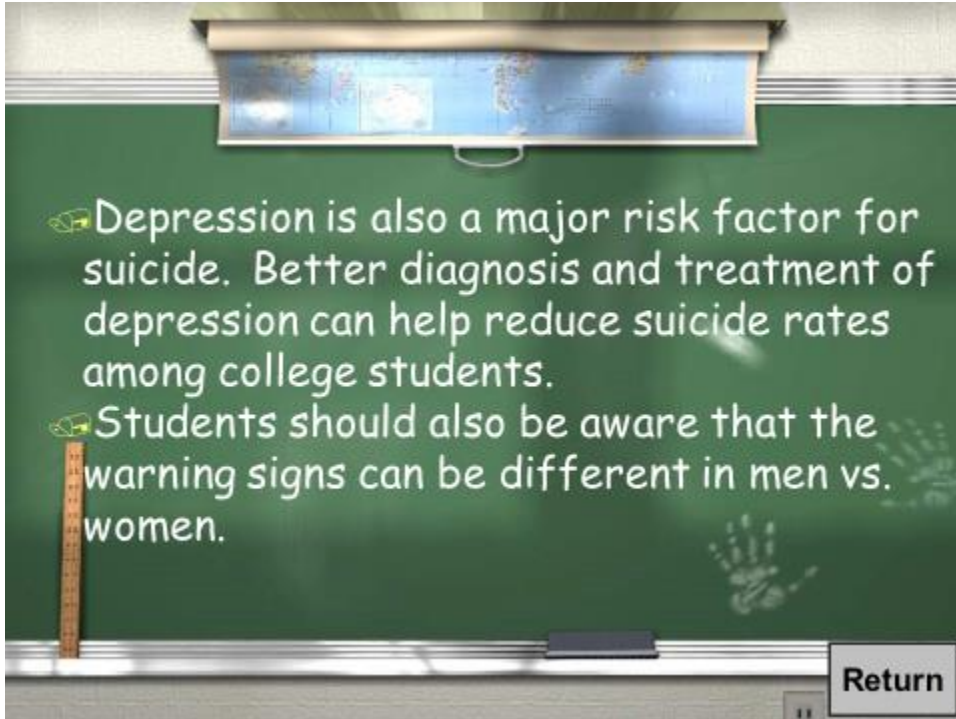 Depression is also a major risk factor for
suicide.  Better diagnosis and treatment of
depression can help reduce suicide rates
among college students.
Students should also be aware that the
warning signs can be different in men vs.
women.
Return